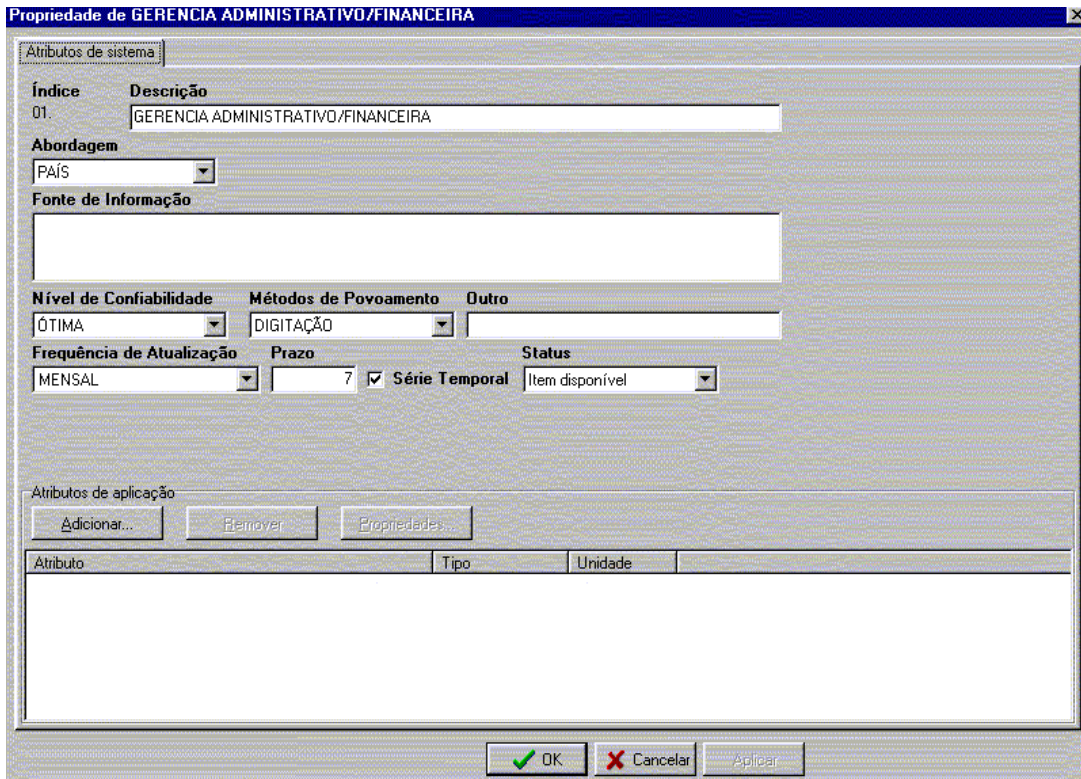 Propriedade de GERENCIA ADMINISTRATIVO/FINANCEIRA
Atributos de sistema
Índice Descrição
01. GERENCIA ADMINISTRATIVO/FINANCEIRA
Abordagem
PAÍS
Fonte de Informação
Nível de Confiabilidade Métodos de Povoamento Outro
ÓTIMA DIGITAÇÃO
Frequência de Atualização Prazo Status
MENSAL 7 Série Temporal Item disponível
Atributos de aplicação
Adicionar... Remover Propriedades...
Atributo Tipo Unidade
OK Cancelar Aplicar